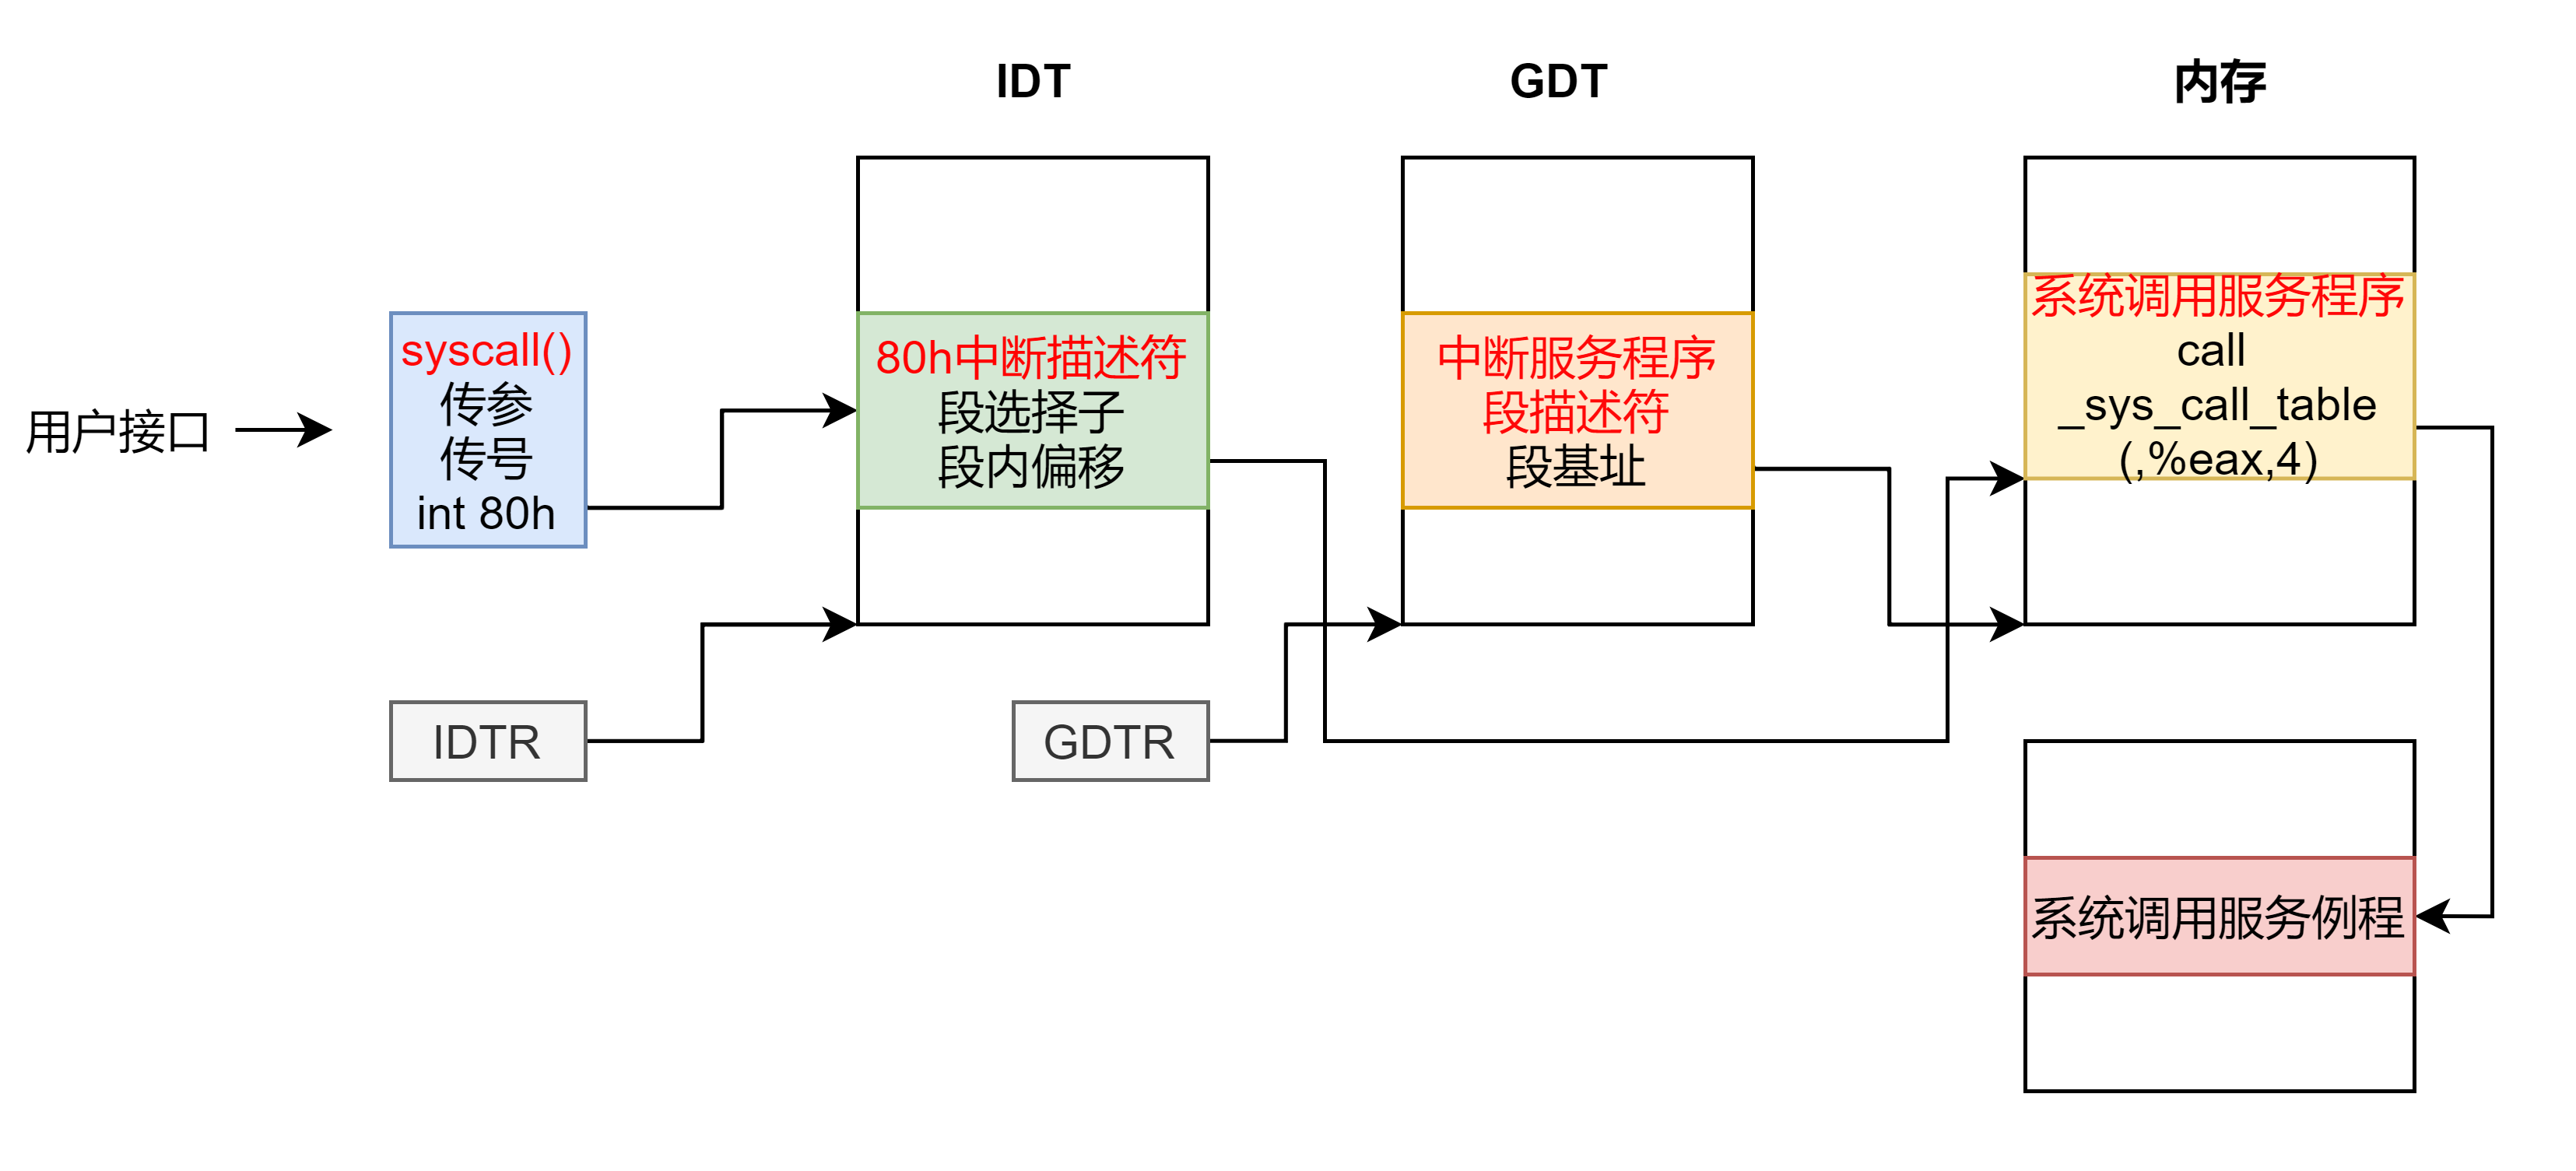 IDT
GDT
内存
用户接口
syscall()
传参
传号
int 80h
80h中断描述符
段选择子
段内偏移
中断服务程序
段描述符
段基址
系统调用服务程序
call
_sys_call_table
(,%eax,4)
IDTR
GDTR
系统调用服务例程